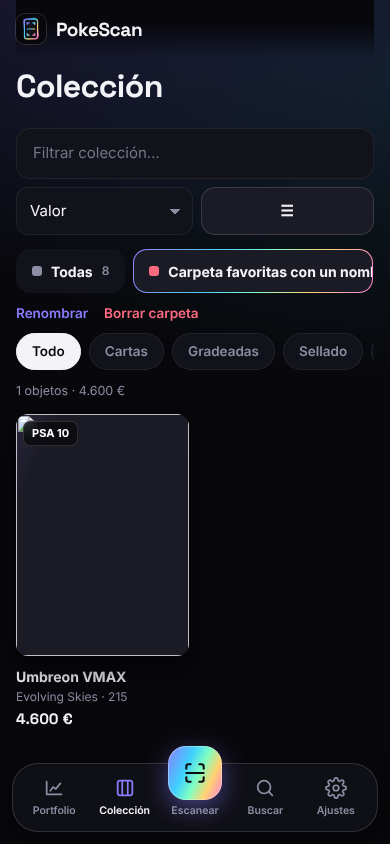 PokeScan
Colección
Filtrar colección...
Valor
Todas 8 Carpeta favoritas con un
Renombrar Borrar carpeta
Todo Cartas Gradeadas Sellado
1 objetos · 4.600 €
PSA 10
Umbreon VMAX
Evolving Skies · 215
4.600 €
Portfolio Colección Escanear Buscar Ajustes